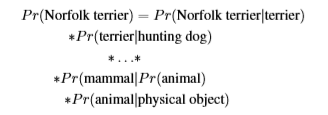 Pr(Norfolk terrier) = Pr(Norfolk terrier|terrier)
*Pr(terrier|hunting dog)
* . . . *
*Pr(mammal|Pr(animal)
*Pr(animal|physical object)